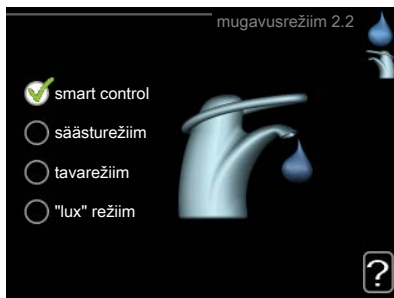 mugavusrežiim 2.2
smart control
säästurežiim
tavarežiim
"lux" režiim
?